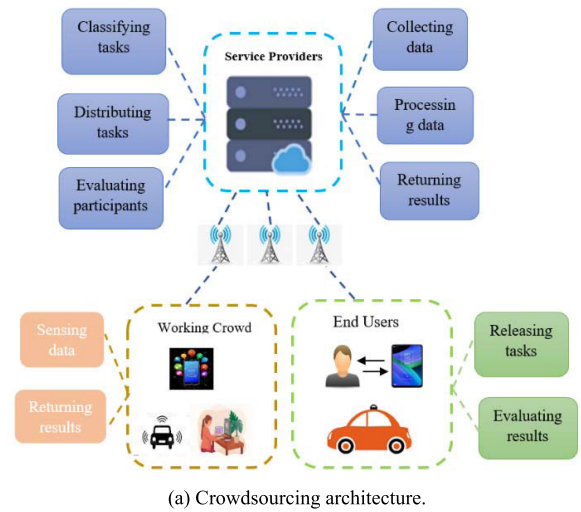 Classifying
tasks
Service Providers
Collecting
data
Distributing
tasks
Processin
g data
Evaluating
participants
Returning
results
Working Crowd
End Users
Sensing
data
Returning
results
Releasing
tasks
Evaluating
results
(a) Crowdsourcing architecture.